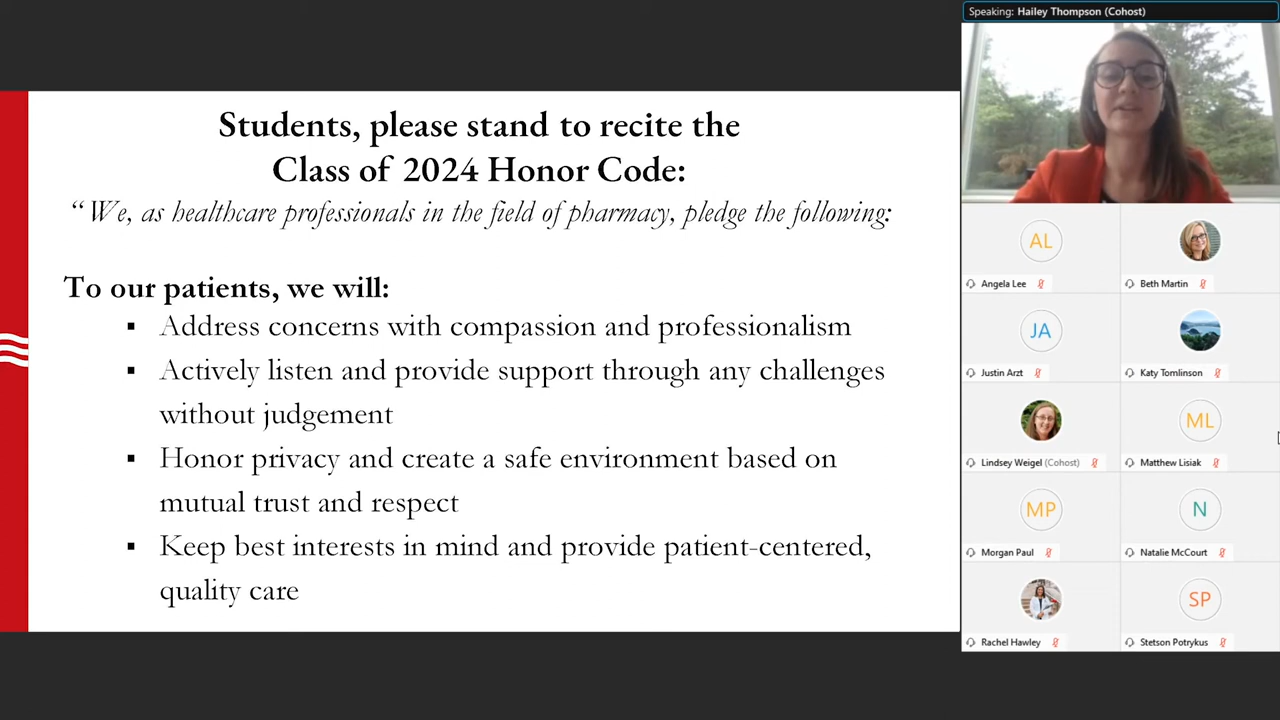 Speaking: Hailey Thompson (Cohost)
Students, please stand to recite the
Class of 2024 Honor Code:
“ We, as healthcare professionals in the field of pharmacy, pledge the following:
To our patients, we will:
▪ Address concerns with compassion and professionalism
▪ Actively listen and provide support through any challenges
without judgement
▪ Honor privacy and create a safe environment based on
mutual trust and respect
▪ Keep best interests in mind and provide patient-centered,
quality care
AL
Angela Lee
Beth Martin
JA
Justin Arzt
Katy Tomlinson
Lindsey Weigel (Cohost)
ML
Matthew Lisiak
MP
Morgan Paul
N
Natalie McCourt
Rachel Hawley
SP
Stetson Potrykus